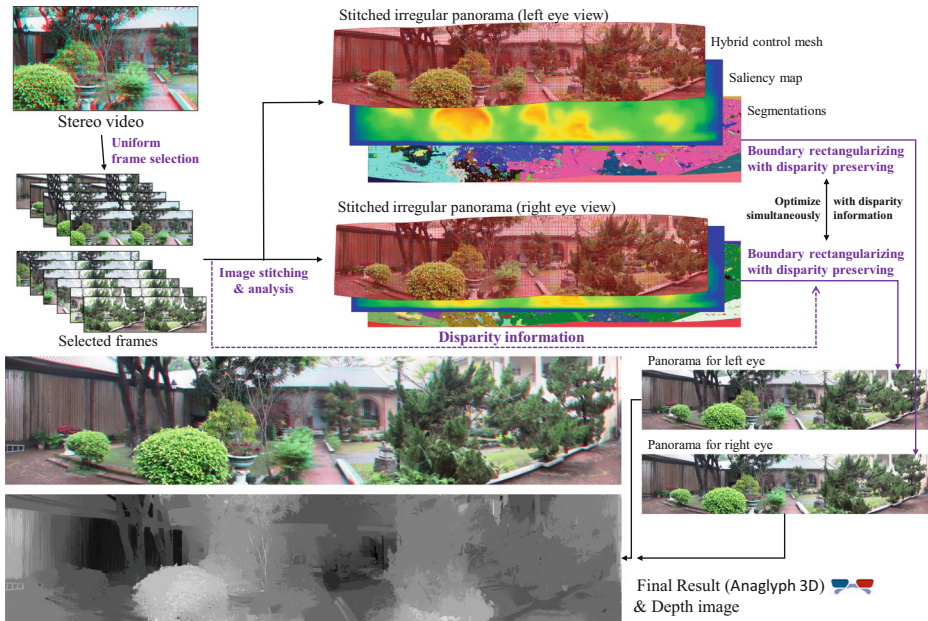 Stitched irregular panorama (left eye view)
Hybrid control mesh
Saliency map
Segmentations
Stereo video
Uniform
frame selection
Boundary rectangularizing
with disparity preserving
Optimize
simultaneously
with disparity
information
Stitched irregular panorama (right eye view)
Boundary rectangularizing
with disparity preserving
Image stitching
& analysis
Selected frames
Disparity information
Panorama for left eye
Panorama for right eye
Final Result (Anaglyph 3D)
& Depth image